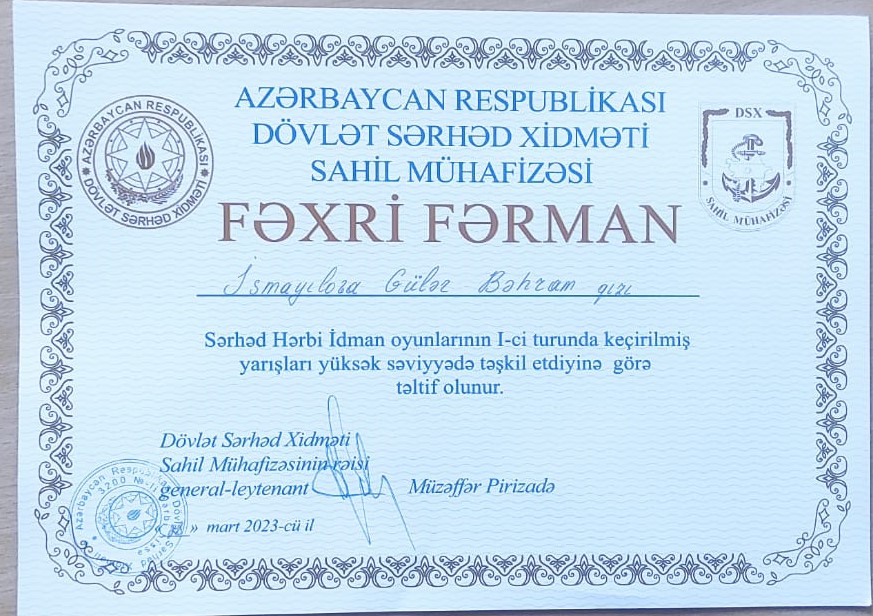 AZƏRBAYCAN RESPUBLİKASI
DÖVLƏT SƏRHƏD XİDMƏTİ
SAHİL MÜHAFİZƏSİ
AZƏRBAYCAN RESPUBLİKASI
DÖVLƏT SƏRHƏD XİDMƏTİ
DSX
SAHİL MÜHAFİZƏSİ
FƏXRİ FƏRMAN
İsmayılova Gülər Bəhram qızı
Sərhəd Hərbi İdman oyunlarının I-ci turunda keçirilmiş
yarışları yüksək səviyyədə təşkil etdiyinə görə
təltif olunur.
Dövlət Sərhəd Xidməti
Sahil Mühafizəsinin rəisi
general-leytenant Müzəffər Pirizadə
mart 2023-cü il